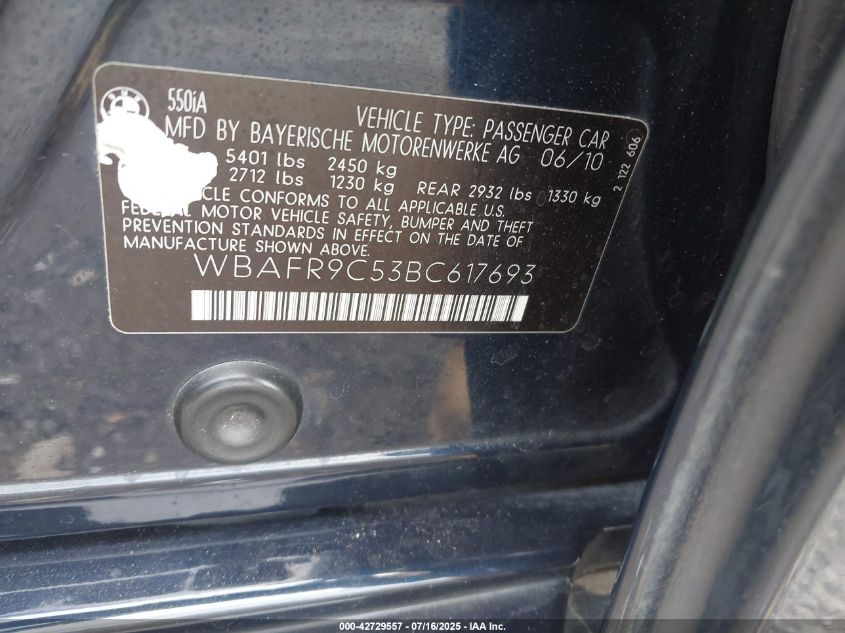 550iA
VEHICLE TYPE: PASSENGER CAR
MFD BY BAYERISCHE MOTORENWERKE AG 06/10
5401 lbs 2450 kg
2712 lbs 1230 kg REAR 2932 lbs 1330 kg
VEHICLE CONFORMS TO ALL APPLICABLE U.S.
FEDERAL MOTOR VEHICLE SAFETY, BUMPER AND THEFT
PREVENTION STANDARDS IN EFFECT ON THE DATE OF
MANUFACTURE SHOWN ABOVE.
WBAFR9C53BC617693
2 122 606
000-42729557 - 07/16/2025 - IAA Inc.